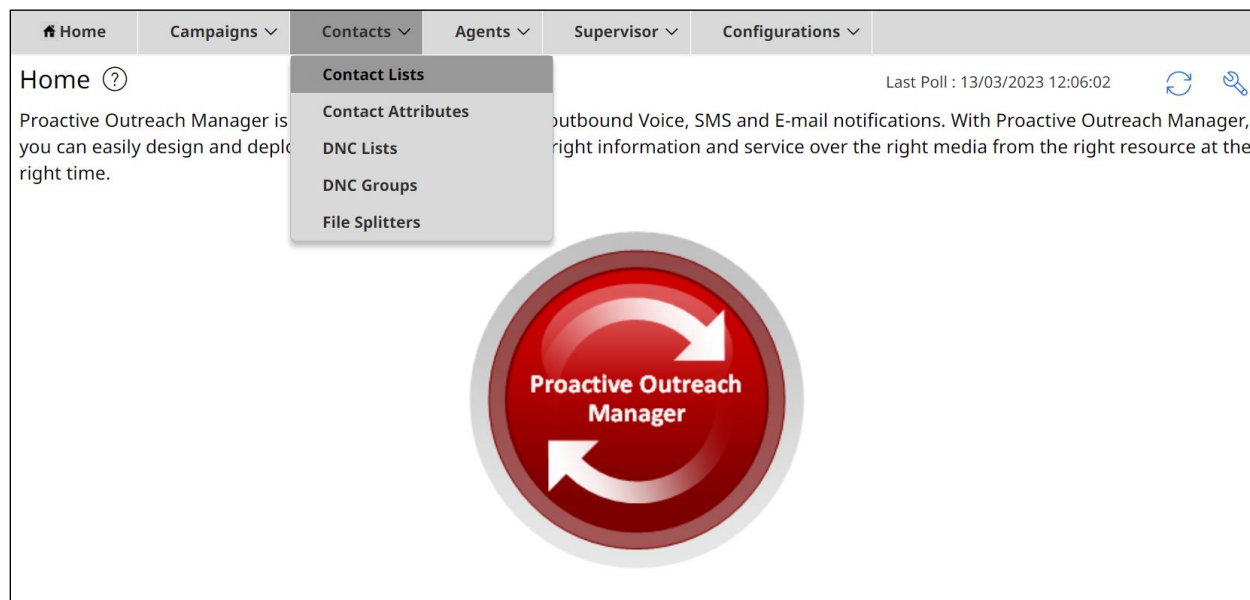 Home Campaigns Contacts Agents Supervisor Configurations
Home ?
Last Poll : 13/03/2023 12:06:02
Contact Lists
Contact Attributes
DNC Lists
DNC Groups
File Splitters
Proactive Outreach Manager is outbound Voice, SMS and E-mail notifications. With Proactive Outreach Manager,
you can easily design and right information and service over the right media from the right resource at the
right time.
Proactive Outreach
Manager